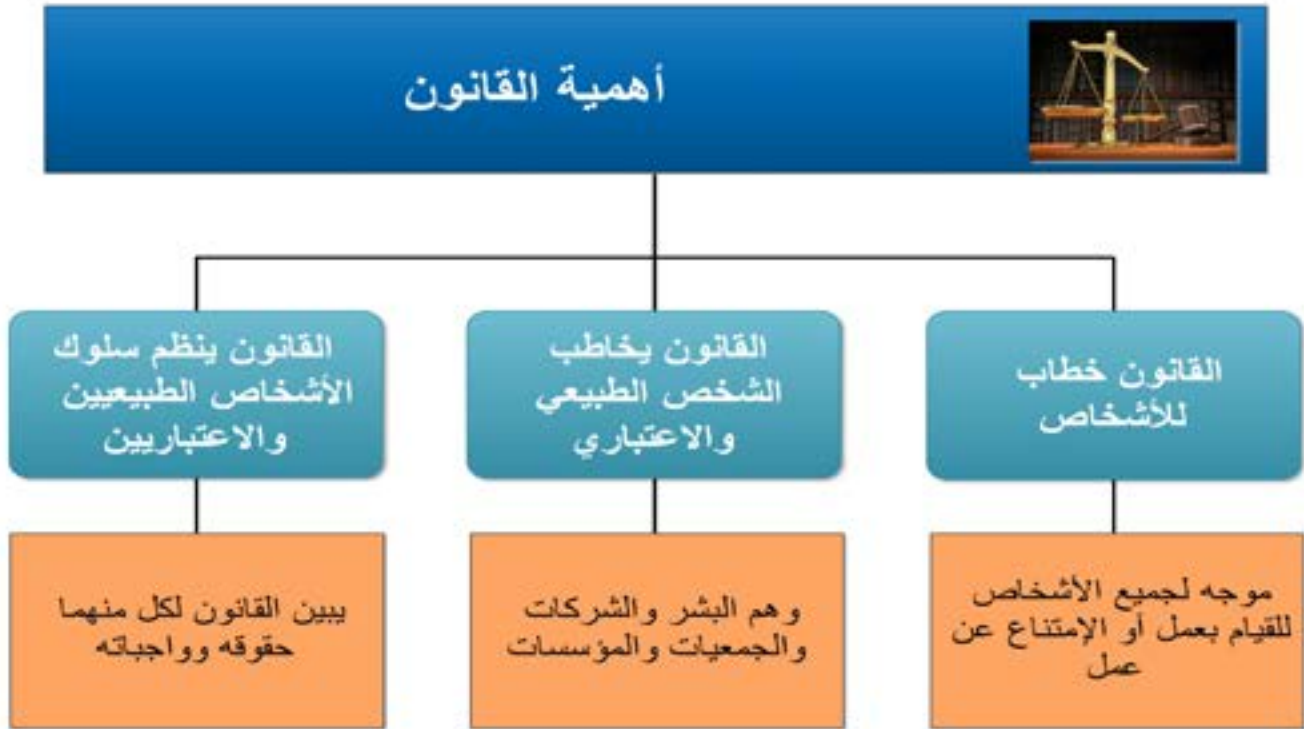 أهمية القانون
القانون خطاب
للأشخاص
القانون يخاطب
الشخص الطبيعي
والاعتباري
القانون ينظم سلوك
الأشخاص الطبيعيين
والاعتباريين
موجه لجميع الأشخاص
للقيام بعمل أو الإمتناع عن
عمل
وهم البشر والشركات
والجمعيات والمؤسسات
يبين القانون لكل منهما
حقوقه وواجباته